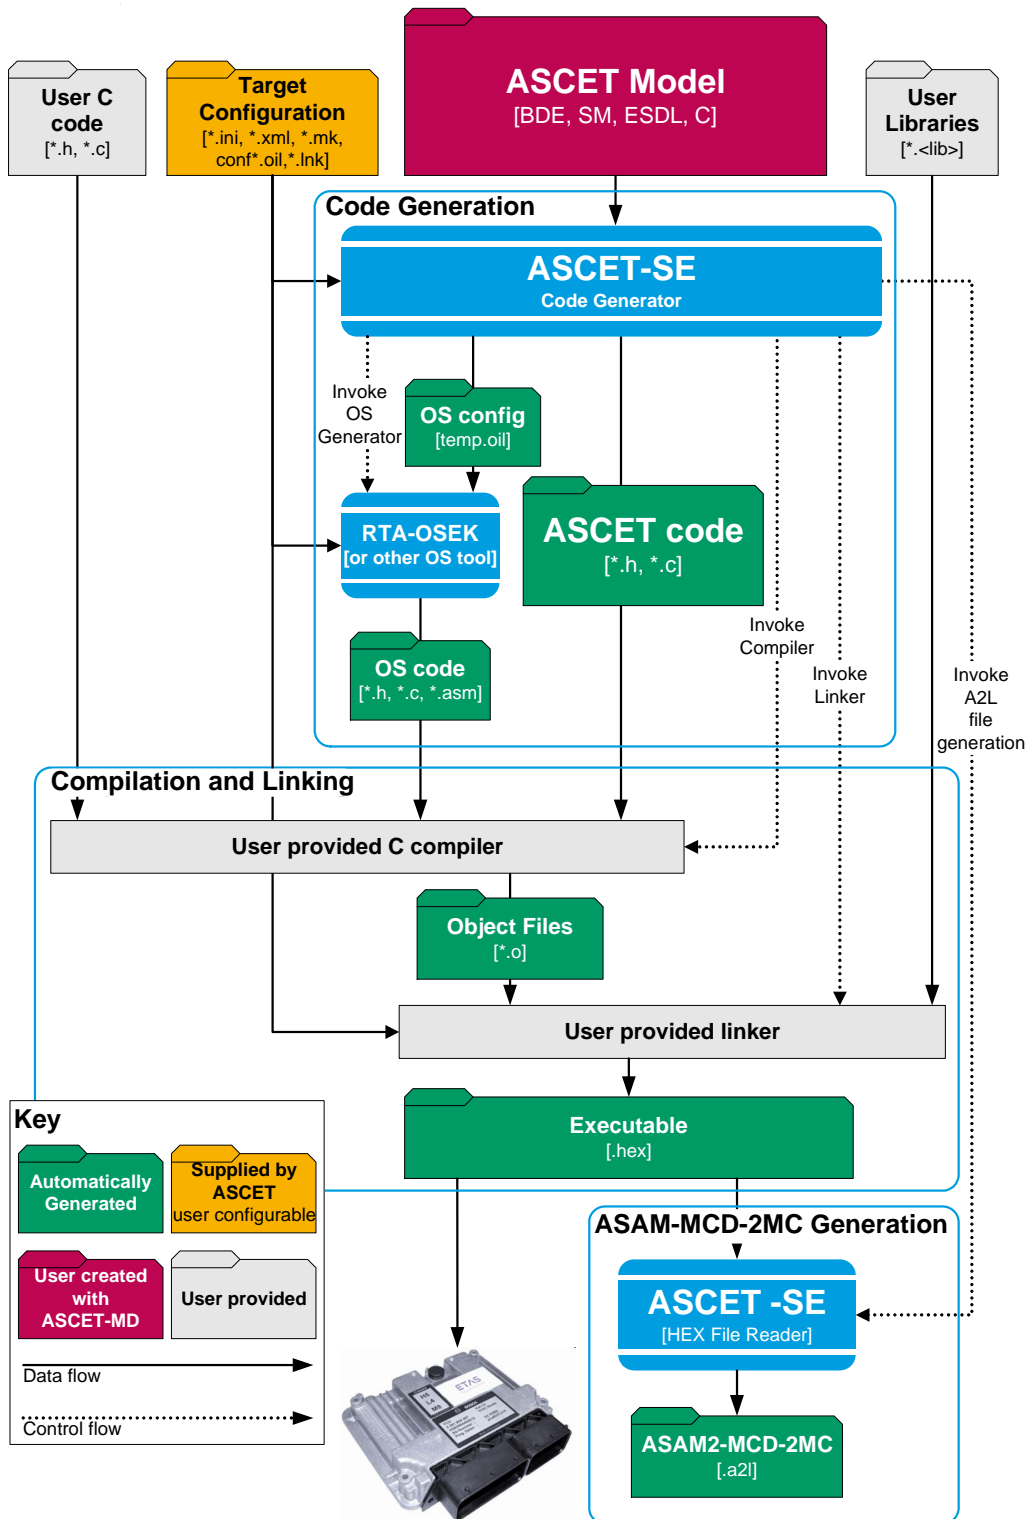 User C
code
[*.h, *.c]
Target
Configuration
[*.ini, *.xml, *.mk,
conf*.oil,*.lnk]
ASCET Model
[BDE, SM, ESDL, C]
User
Libraries
[*.<lib>]
Code Generation
ASCET-SE
Code Generator
Invoke
OS
Generator
OS config
[temp.oil]
RTA-OSEK
[or other OS tool]
ASCET code
[*.h, *.c]
OS code
[*.h, *.c, *.asm]
Invoke
Compiler
Invoke
Linker
Invoke
A2L
file
generation
Compilation and Linking
User provided C compiler
Object Files
[*.o]
User provided linker
Executable
[.hex]
Key
Automatically
Generated
Supplied by
ASCET
user configurable
User created
with
ASCET-MD
User provided
Data flow
Control flow
ASAM-MCD-2MC Generation
ASCET -SE
[HEX File Reader]
ASAM2-MCD-2MC
[.a2l]
ETAS